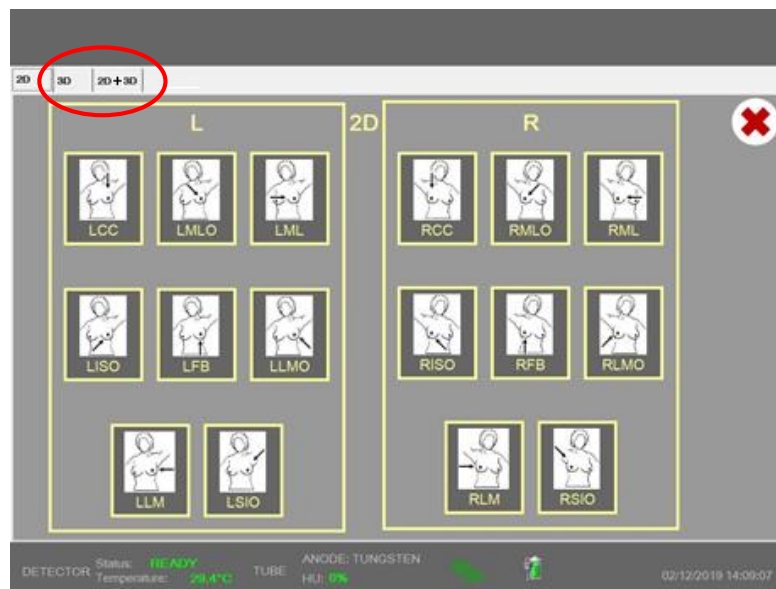 2D 3D 2D+3D
L 2D R
LCC LMLO LML RCC RMLO RML
LISO LFB LLMO RISO RFB RLMO
LLM LSIO RLM RSIO
DETECTOR Status: READY TUBE ANODE: TUNGSTEN
Temperature: 29,4°C HU: 0% 02/12/2019 14:09:07